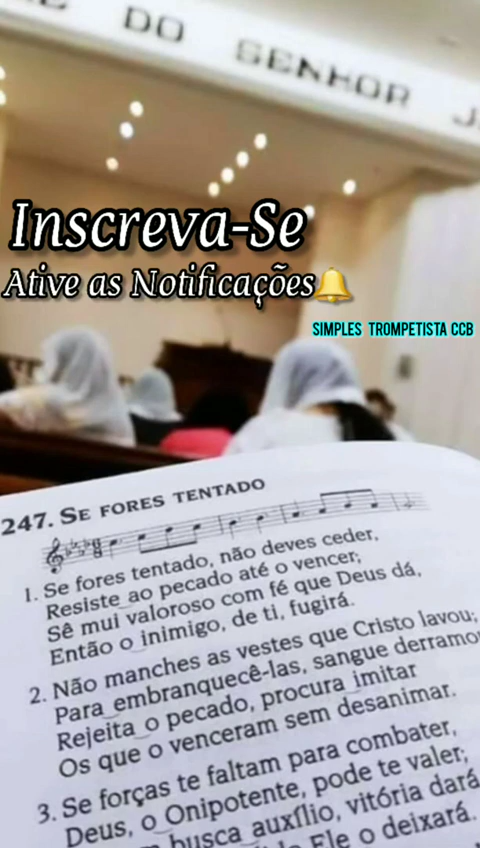 DO SENHOR J
Inscreva-Se
Ative as Notificações🔔
SIMPLES TROMPETISTA CCB
247. SE FORES TENTADO
1. Se fores tentado, não deves ceder,
Resiste ao pecado até o vencer;
Sê mui valoroso com fé que Deus dá,
Então o inimigo, de ti, fugirá.
2. Não manches as vestes que Cristo lavou;
Para embranquecê-las, sangue derramo
Rejeita o pecado, procura imitar
Os que o venceram sem desanimar.
3. Se forças te faltam para combater,
Deus, o Onipotente, pode te valer;
busca auxílio, vitória dará
Ele o deixará.